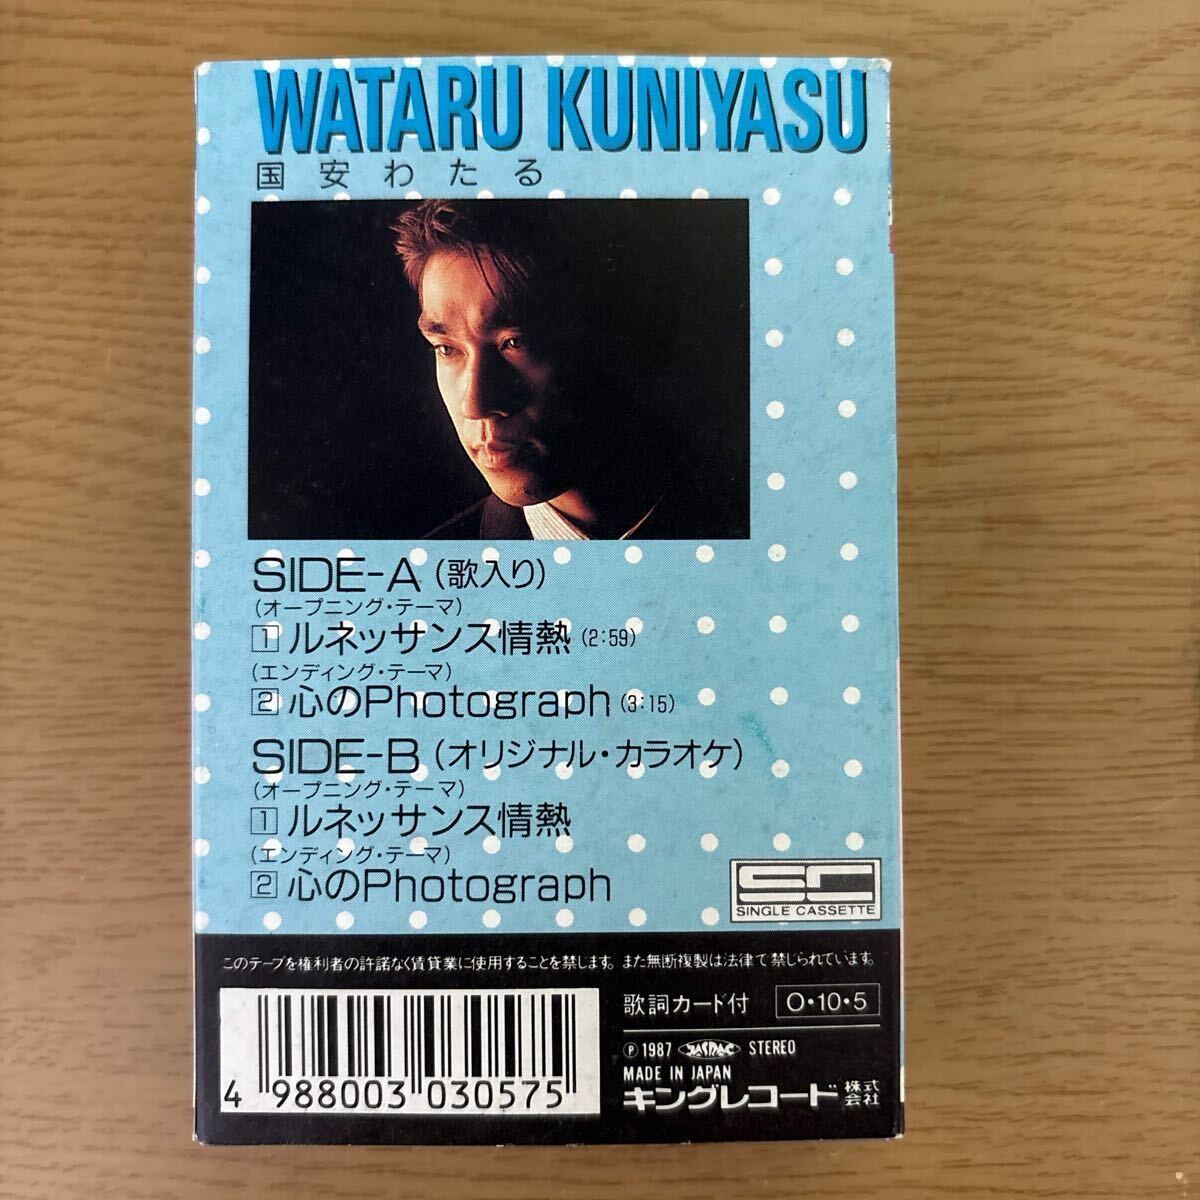 WATARU KUNIYASU
国安わたる
SIDE-A(歌入り)
(オープニング・テーマ)
1 ルネッサンス情熱(2:59)
(エンディング・テーマ)
2 心のPhotograph(3:15)
SIDE-B(オリジナル・カラオケ)
(オープニング・テーマ)
1 ルネッサンス情熱
(エンディング・テーマ)
2 心のPhotograph
SC
SINGLE CASSETTE
このテープを権利者の許諾なく賃貸業に使用することを禁じます。また無断複製は法律で禁じられています。
歌詞カード付 O・10・5
Ⓟ1987 JASRAC STEREO
MADE IN JAPAN
キングレコード株式会社
4 988003 030575